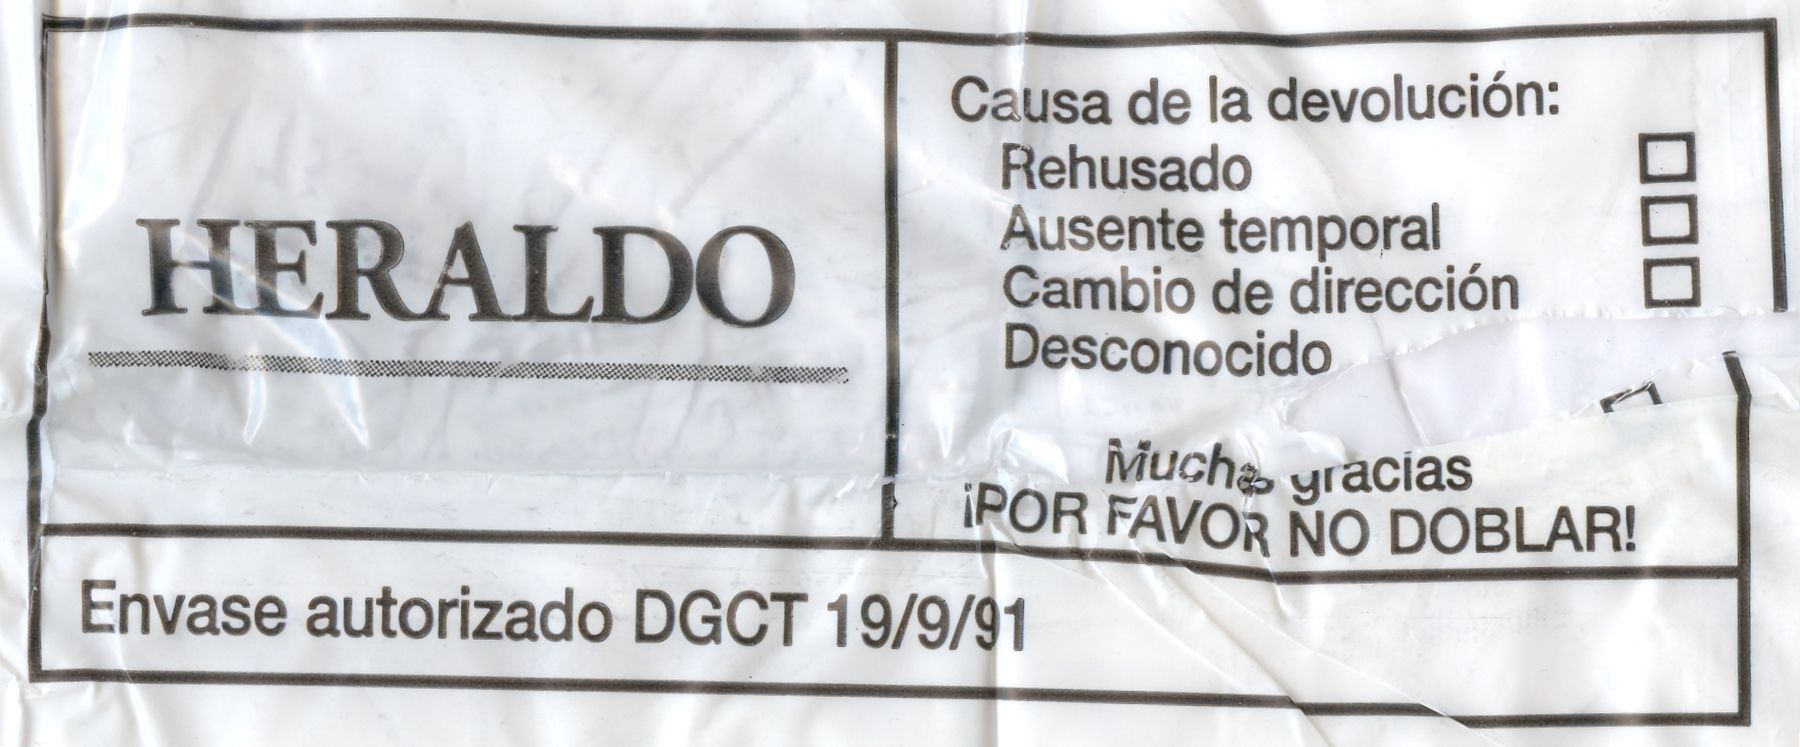 HERALDO
Causa de la devolución:
Rehusado
Ausente temporal
Cambio de dirección
Desconocido
Muchas gracias
¡POR FAVOR NO DOBLAR!
Envase autorizado DGCT 19/9/91